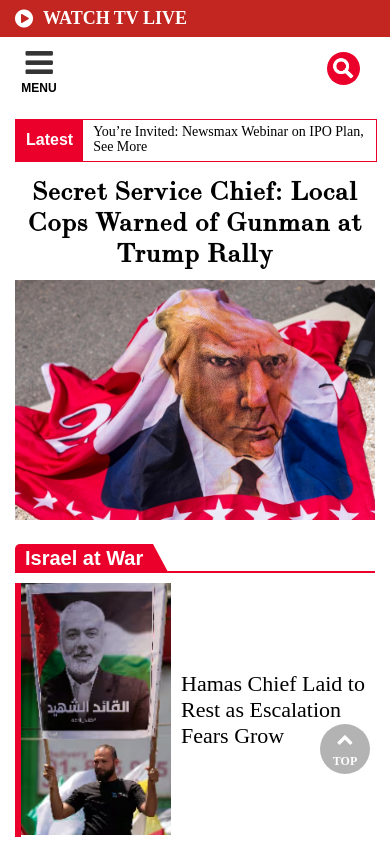 WATCH TV LIVE
MENU
Latest
You’re Invited: Newsmax Webinar on IPO Plan,
See More
Secret Service Chief: Local
Cops Warned of Gunman at
Trump Rally
Israel at War
القائد الشهيد
Hamas Chief Laid to
Rest as Escalation
Fears Grow
TOP